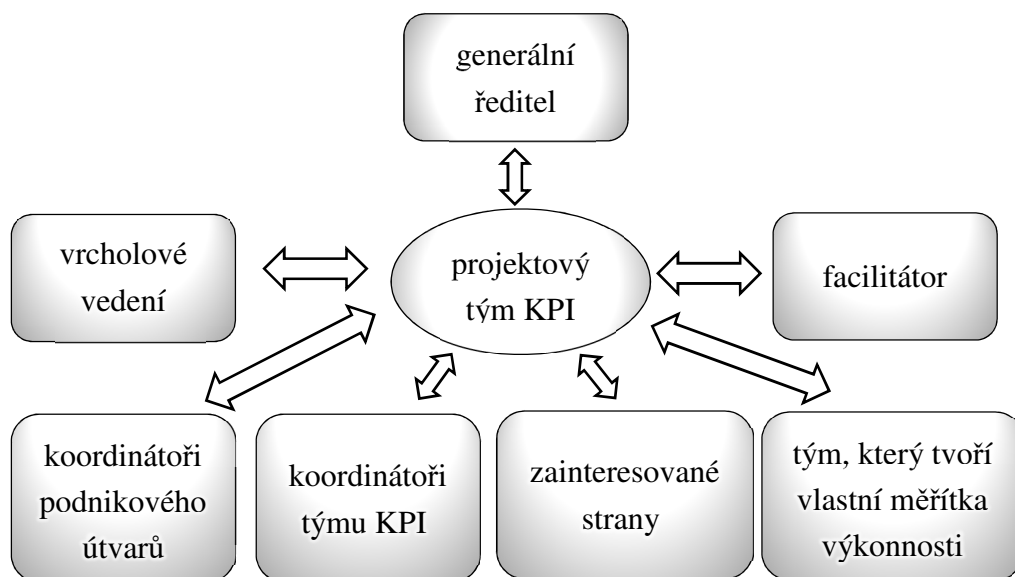 generální
ředitel
vrcholové
vedení
projektový
tým KPI
facilitátor
koordinátoři
podnikového
útvarů
koordinátoři
týmu KPI
zainteresované
strany
tým, který tvoří
vlastní měřítka
výkonnosti